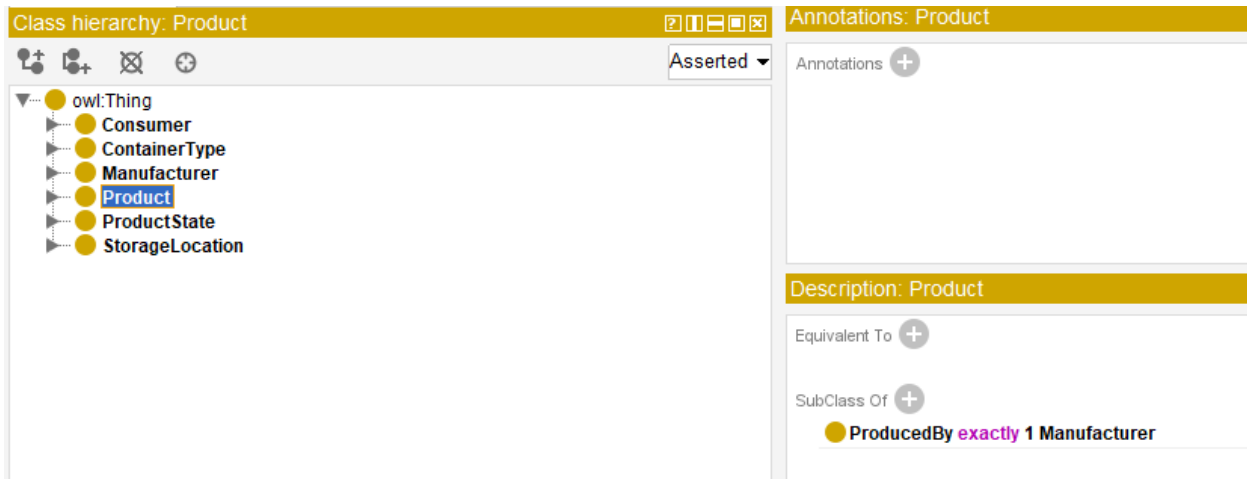 Class hierarchy: Product
Asserted
owl:Thing
Consumer
ContainerType
Manufacturer
Product
ProductState
StorageLocation
Annotations: Product
Annotations
Description: Product
Equivalent To
SubClass Of
ProducedBy exactly 1 Manufacturer